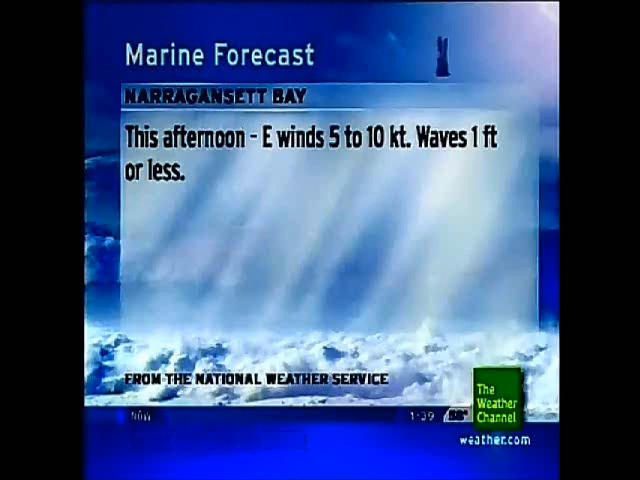 Marine Forecast
NARRAGANSETT BAY
This afternoon - E winds 5 to 10 kt. Waves 1 ft
or less.
FROM THE NATIONAL WEATHER SERVICE
The
Weather
Channel
NOW
1:39
weather.com